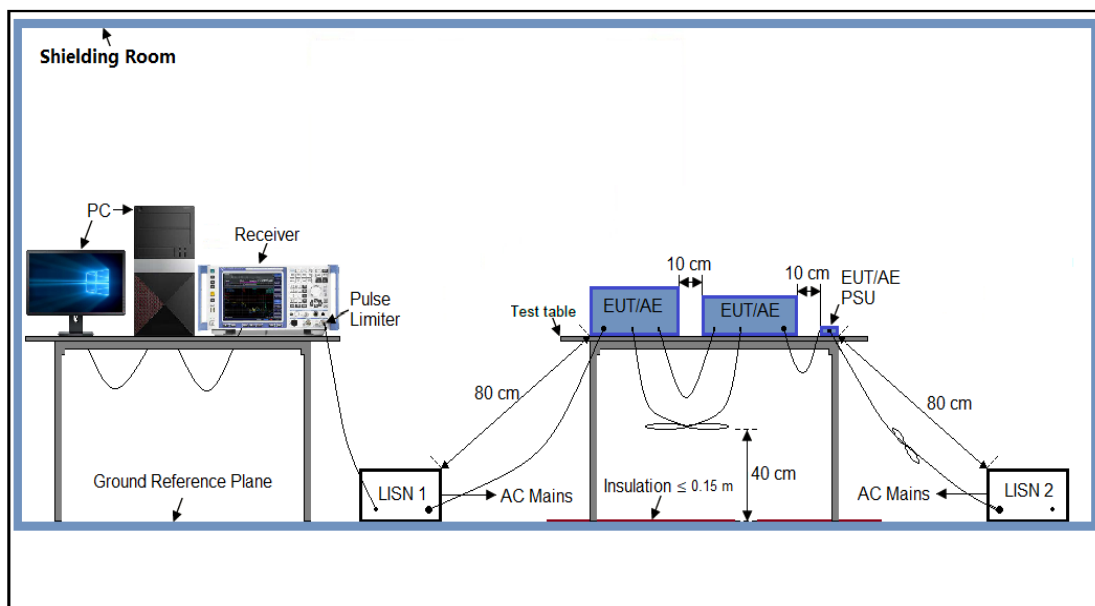 Shielding Room
PC
Receiver
Pulse
Limiter
10 cm
10 cm
EUT/AE
PSU
EUT/AE
EUT/AE
Test table
80 cm
80 cm
40 cm
Ground Reference Plane
LISN 1
AC Mains
Insulation ≤ 0.15 m
AC Mains
LISN 2